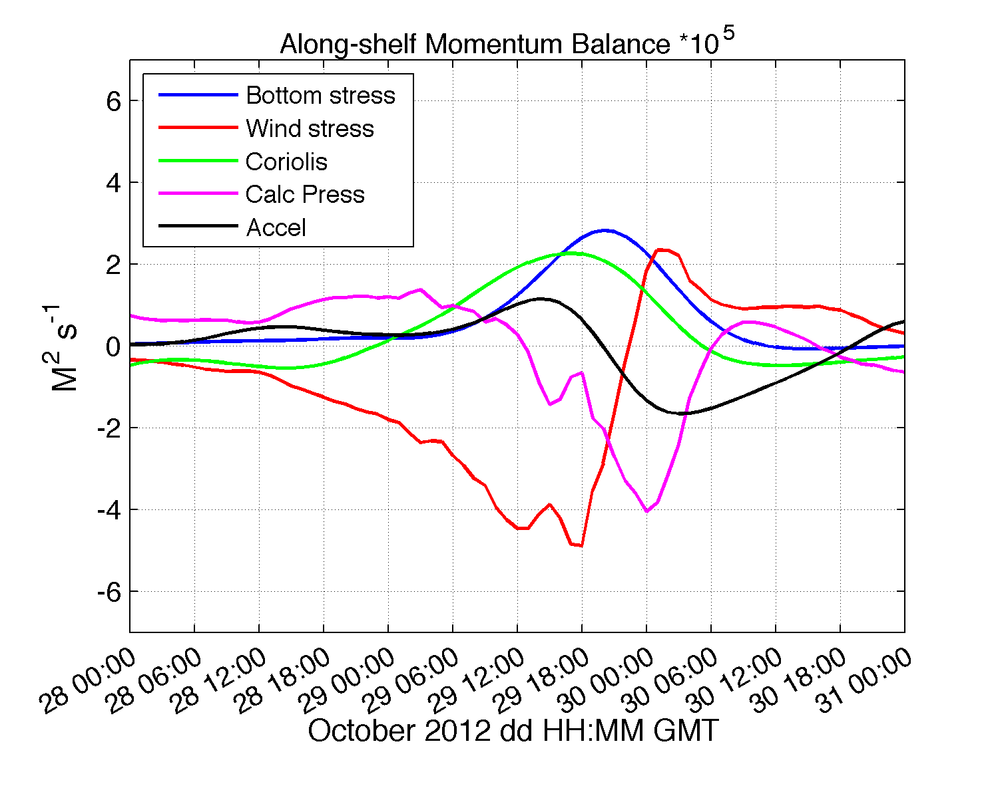 Along-shelf Momentum Balance *10^5
Bottom stress
Wind stress
Coriolis
Calc Press
Accel
6
4
2
0
-2
-4
-6
M^2 s^-1
28 00:00
28 06:00
28 12:00
28 18:00
29 00:00
29 06:00
29 12:00
29 18:00
30 00:00
30 06:00
30 12:00
30 18:00
31 00:00
October 2012 dd HH:MM GMT